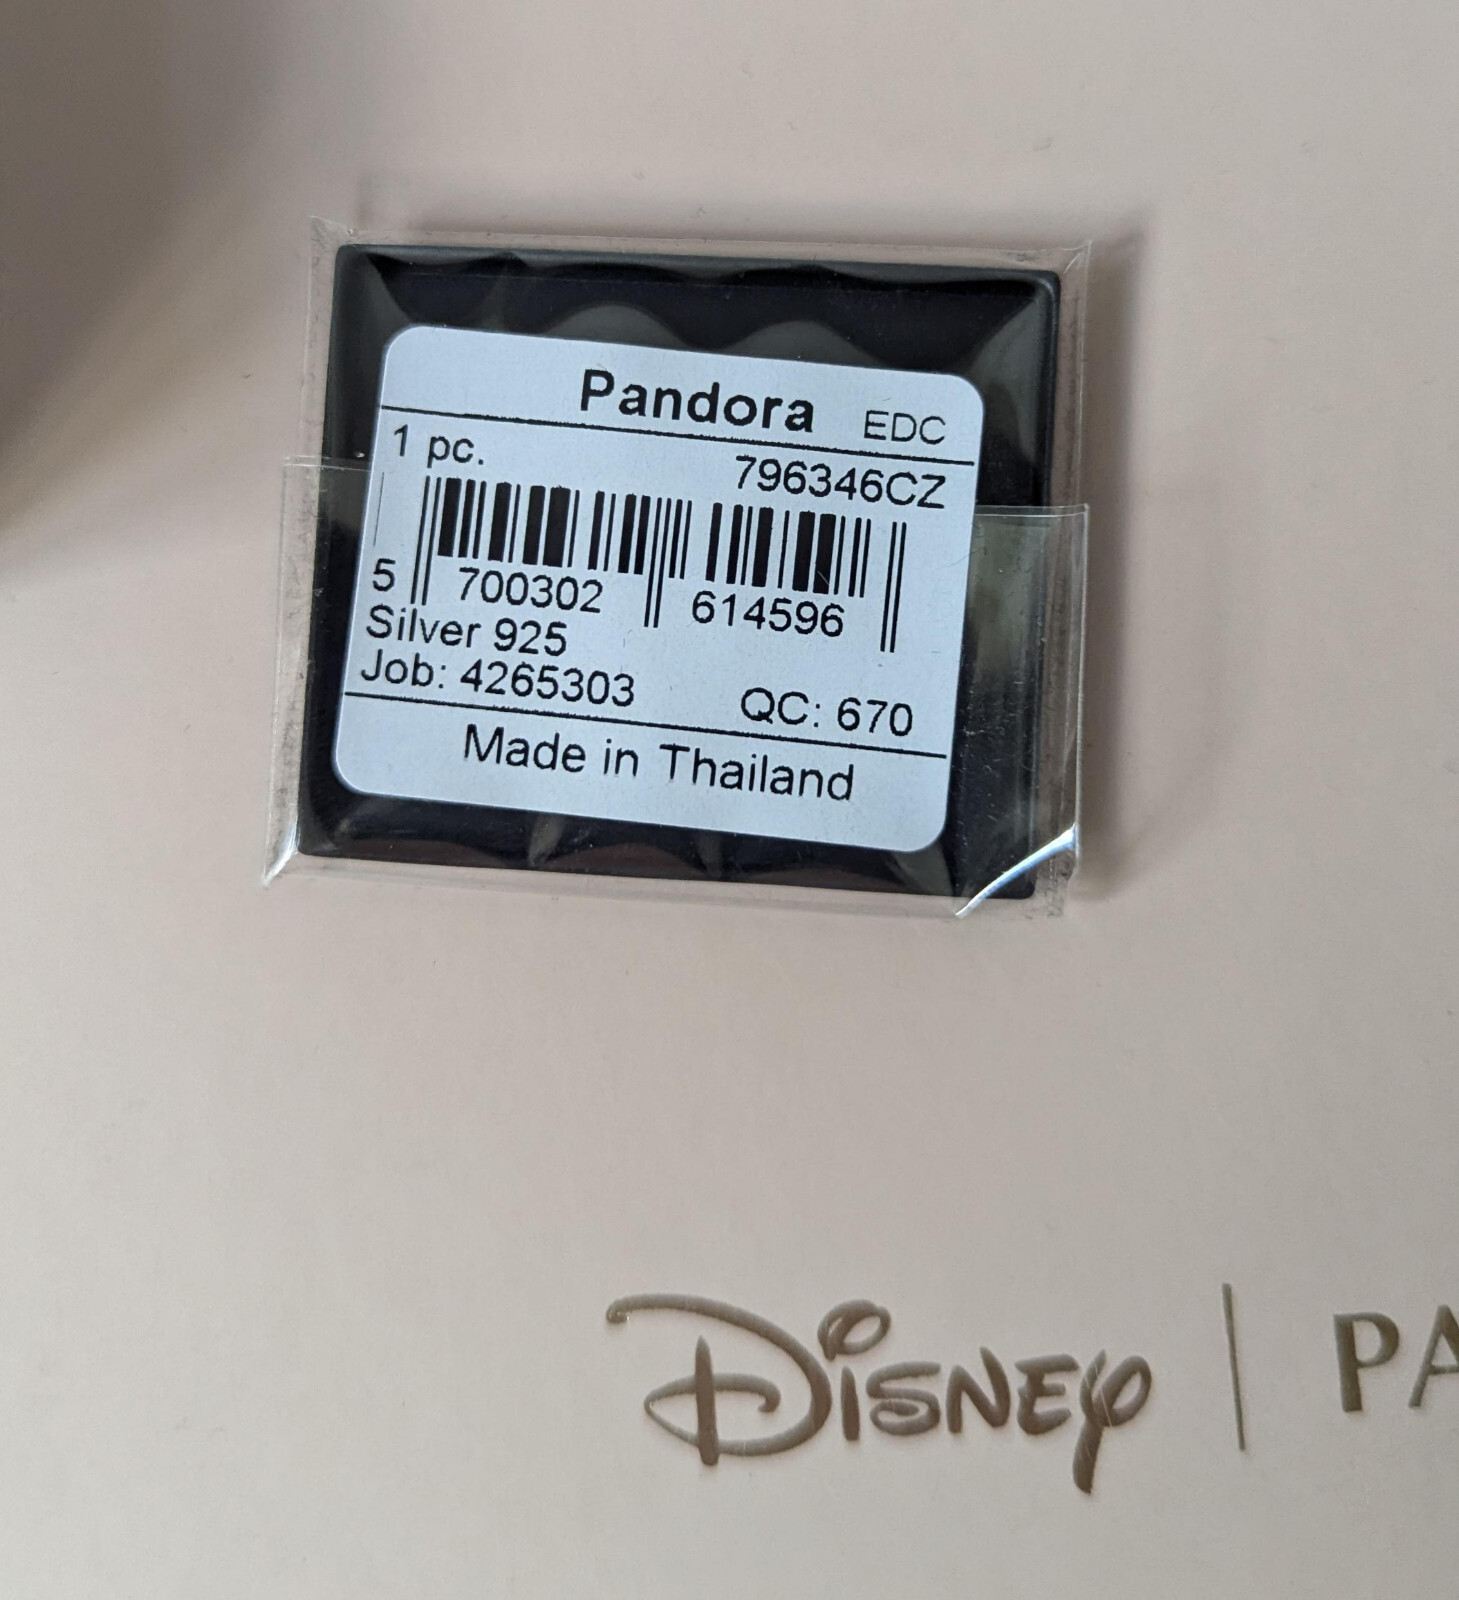 Pandora EDC
1 pc. 796346CZ
5 700302 614596
Silver 925
Job: 4265303 QC: 670
Made in Thailand
Disney | PA